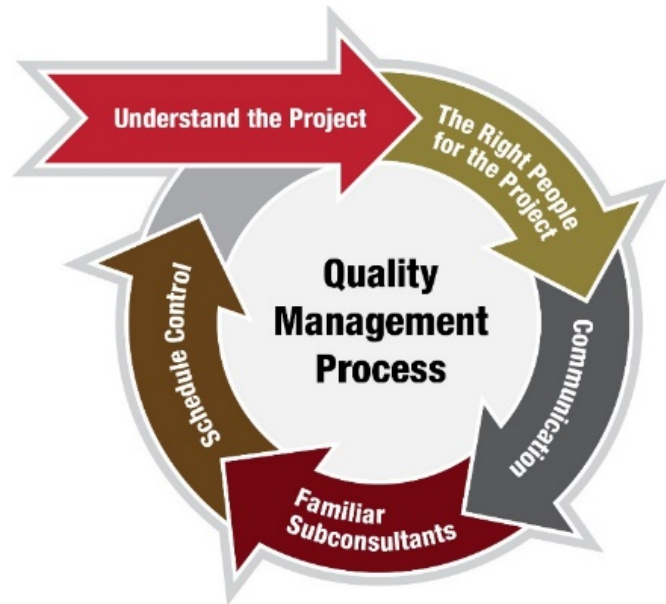 Understand the Project
The Right People
for the Project
Communication
Familiar
Subconsultants
Schedule Control
Quality
Management
Process